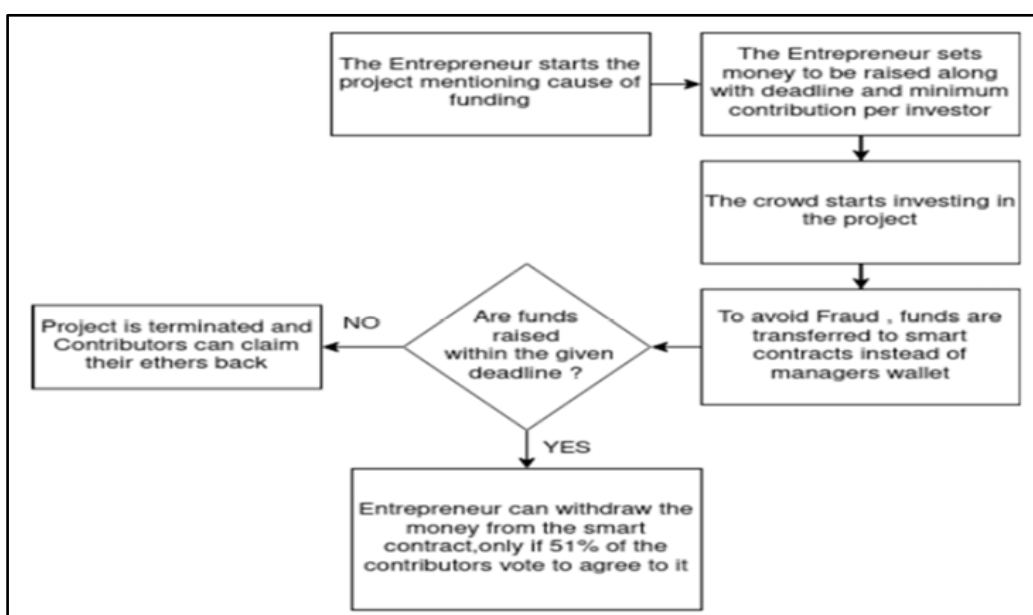 The Entrepreneur starts the
project mentioning cause of
funding
The Entrepreneur sets
money to be raised along
with deadline and minimum
contribution per investor
The crowd starts investing in
the project
To avoid Fraud , funds are
transferred to smart
contracts instead of
managers wallet
Are funds
raised
within the given
deadline ?
NO
Project is terminated and
Contributors can claim
their ethers back
YES
Entrepreneur can withdraw the
money from the smart
contract,only if 51% of the
contributors vote to agree to it